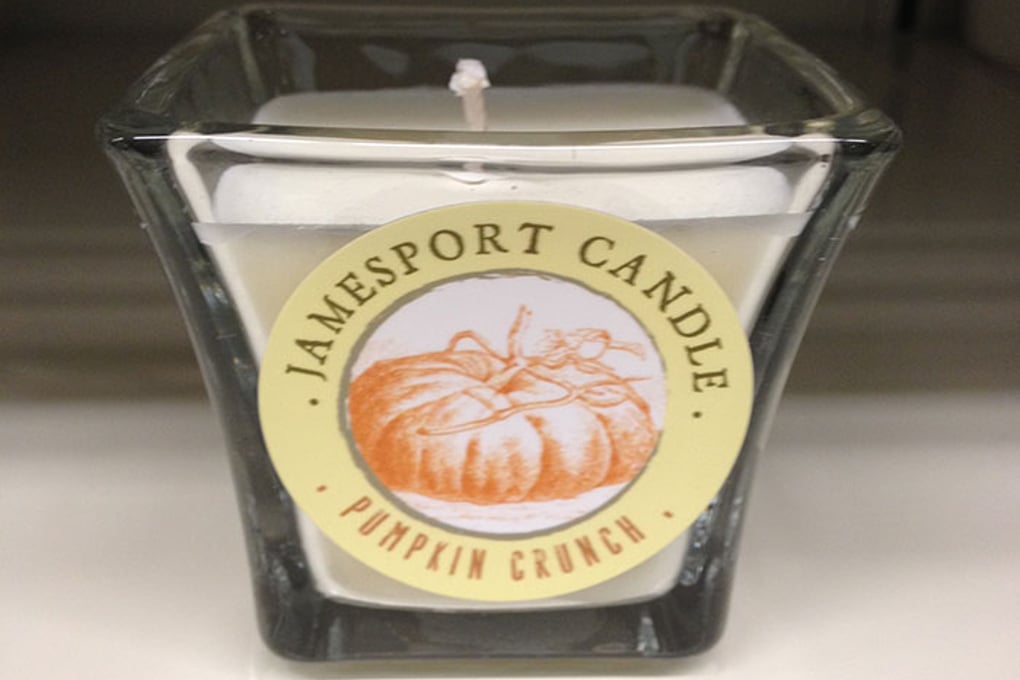 · JAMESPORT CANDLE ·
· PUMPKIN CRUNCH ·